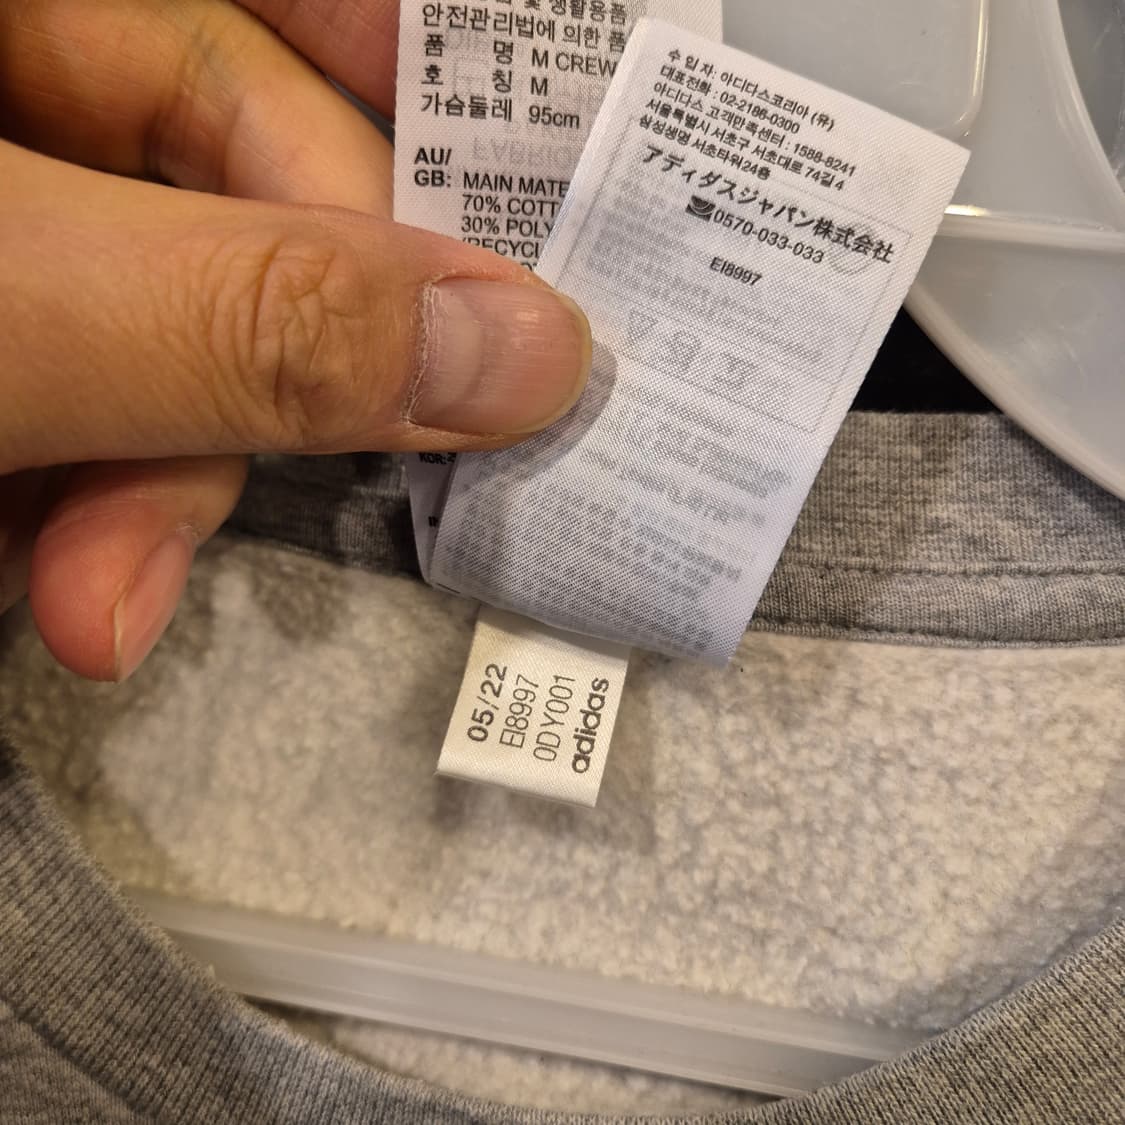 안전관리법에 의한 품
품 명 M CREW
호 칭 M
가슴둘레 95cm
AU/
GB: MAIN MATE
70% COTT
30% POLY
(RECYCL
KOR:2
수 입 자: 아디다스코리아 (유)
대표전화 : 02-2186-0300
아디다스 고객만족센터 : 1588-8241
서울특별시 서초구 서초대로 74길 4
삼성생명 서초타워24층
アディダスジャパン株式会社
0570-033-033
EI8997
05/22
EI8997
0DY001
adidas